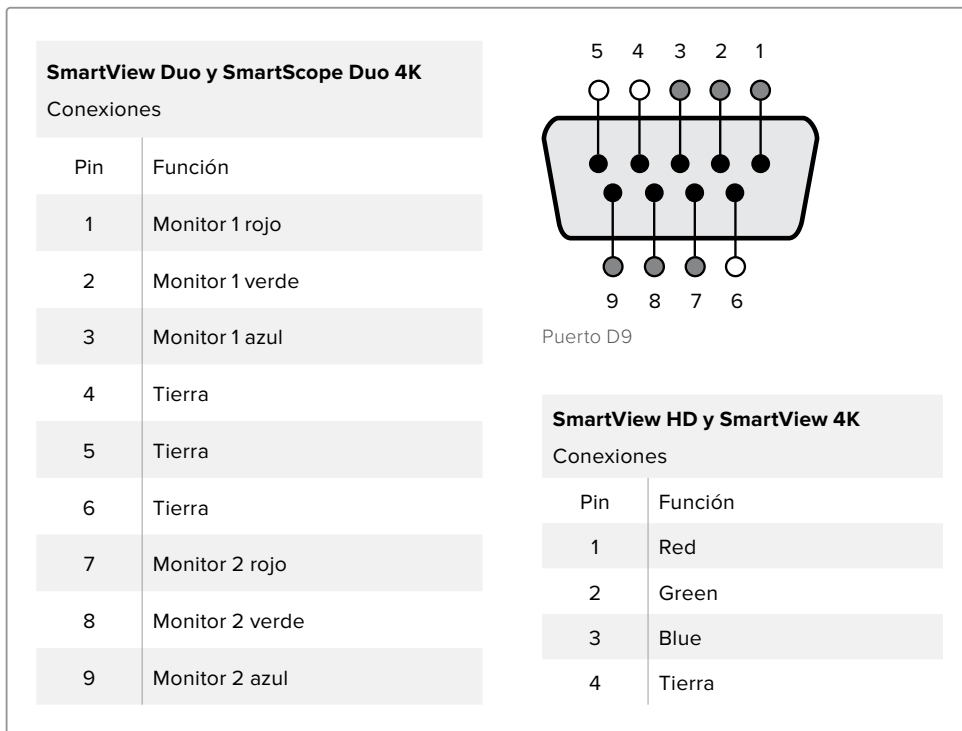 SmartView Duo y SmartScope Duo 4K
Conexiones
Pin Función
1 Monitor 1 rojo
2 Monitor 1 verde
3 Monitor 1 azul
4 Tierra
5 Tierra
6 Tierra
7 Monitor 2 rojo
8 Monitor 2 verde
9 Monitor 2 azul
5 4 3 2 1
9 8 7 6
Puerto D9
SmartView HD y SmartView 4K
Conexiones
Pin Función
1 Red
2 Green
3 Blue
4 Tierra